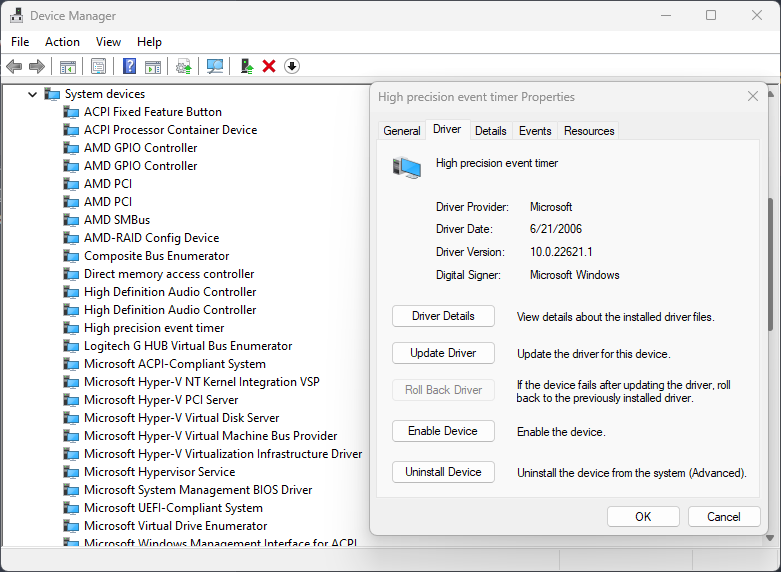 Device Manager
File Action View Help
System devices
ACPI Fixed Feature Button
ACPI Processor Container Device
AMD GPIO Controller
AMD GPIO Controller
AMD PCI
AMD PCI
AMD SMBus
AMD-RAID Config Device
Composite Bus Enumerator
Direct memory access controller
High Definition Audio Controller
High Definition Audio Controller
High precision event timer
Logitech G HUB Virtual Bus Enumerator
Microsoft ACPI-Compliant System
Microsoft Hyper-V NT Kernel Integration VSP
Microsoft Hyper-V PCI Server
Microsoft Hyper-V Virtual Disk Server
Microsoft Hyper-V Virtual Machine Bus Provider
Microsoft Hyper-V Virtualization Infrastructure Driver
Microsoft Hypervisor Service
Microsoft System Management BIOS Driver
Microsoft UEFI-Compliant System
Microsoft Virtual Drive Enumerator
Microsoft Windows Management Interface for ACPI
High precision event timer Properties
General Driver Details Events Resources
High precision event timer
Driver Provider: Microsoft
Driver Date: 6/21/2006
Driver Version: 10.0.22621.1
Digital Signer: Microsoft Windows
Driver Details View details about the installed driver files.
Update Driver Update the driver for this device.
Roll Back Driver If the device fails after updating the driver, roll
back to the previously installed driver.
Enable Device Enable the device.
Uninstall Device Uninstall the device from the system (Advanced).
OK Cancel